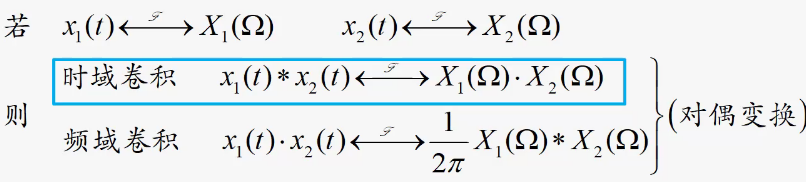 若 x₁(t) ⟷ℱ X₁(Ω) x₂(t) ⟷ℱ X₂(Ω)
时域卷积 x₁(t) * x₂(t) ⟷ℱ X₁(Ω) · X₂(Ω)
则 (对偶变换)
频域卷积 x₁(t) · x₂(t) ⟷ℱ 1/2π X₁(Ω) * X₂(Ω)